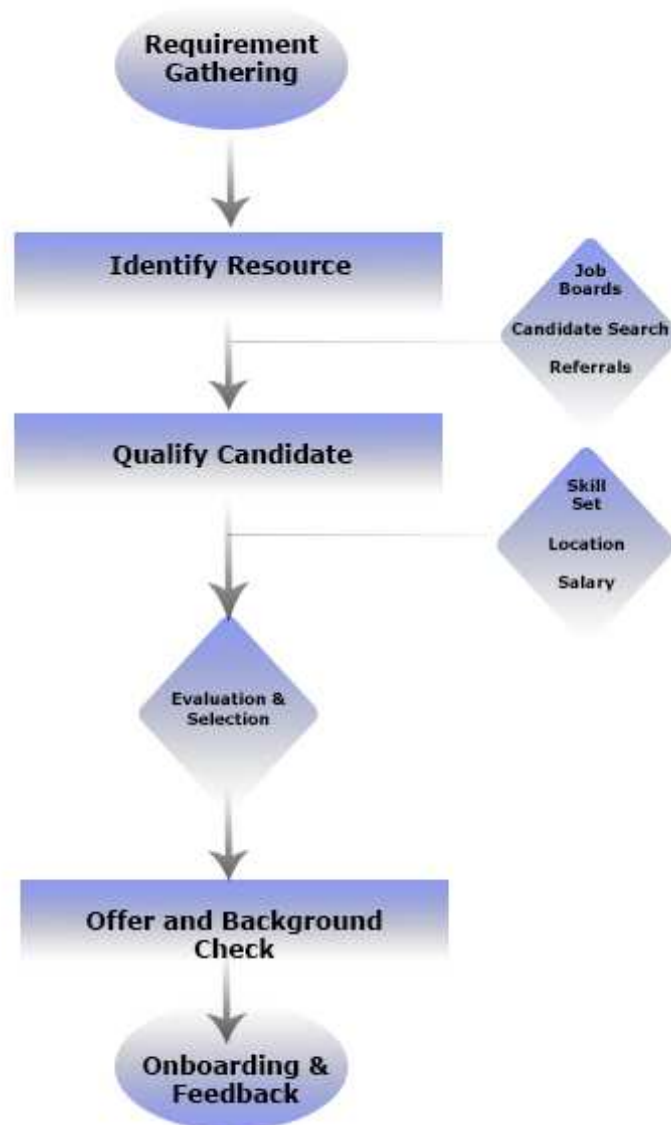 Requirement
Gathering
Identify Resource
Job
Boards
Candidate Search
Referrals
Qualify Candidate
Skill
Set
Location
Salary
Evaluation &
Selection
Offer and Background
Check
Onboarding &
Feedback